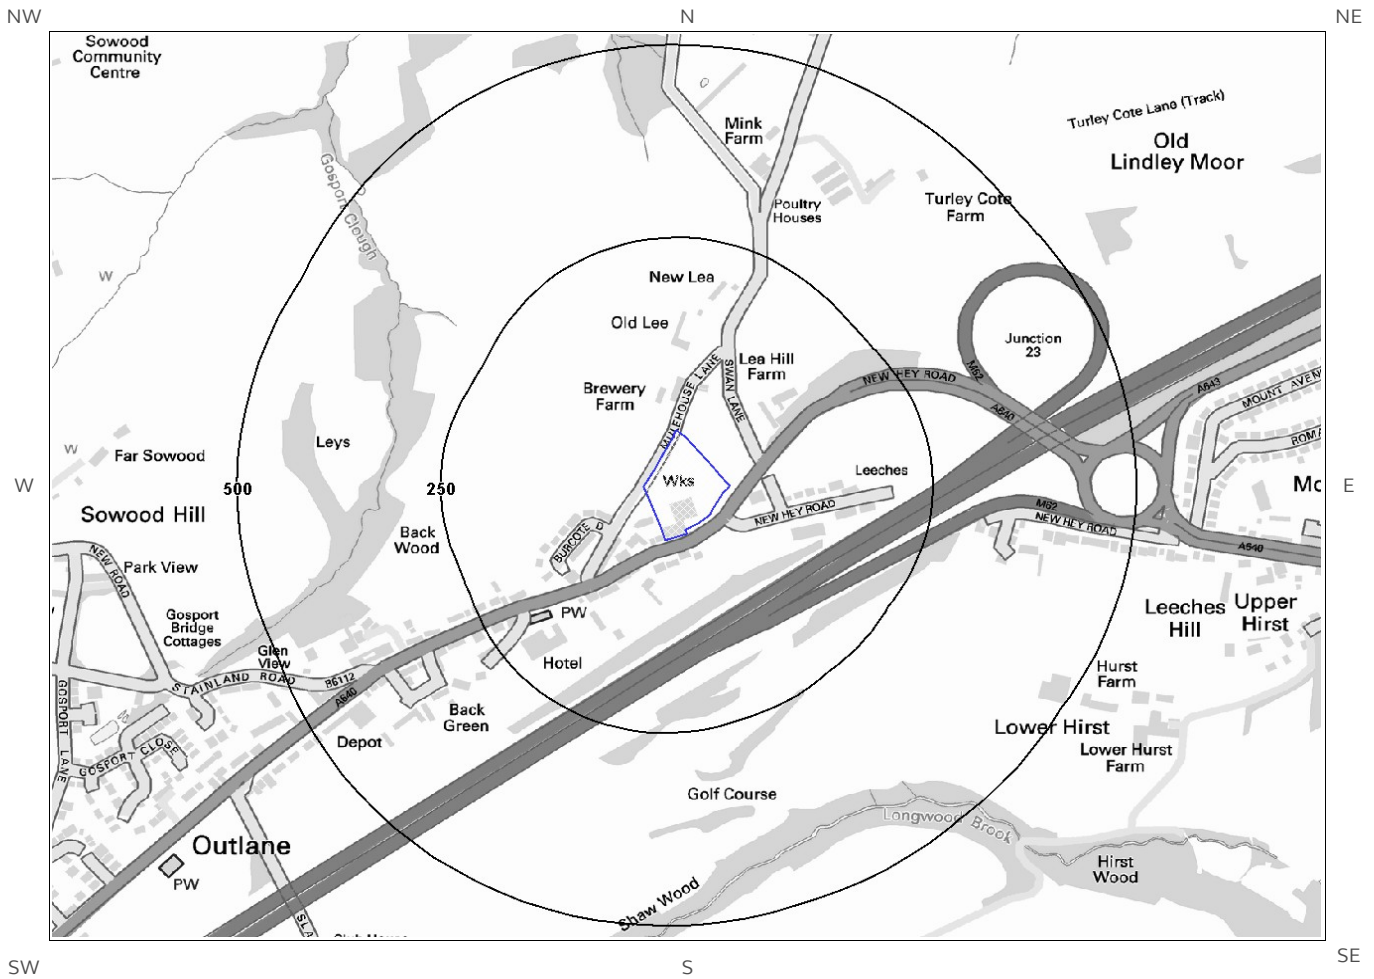 NW
N
NE
Sowood
Community
Centre
Turley Cote Lane (Track)
Mink
Farm
Old
Lindley Moor
Gosport Clough
Poultry
Houses
Turley Cote
Farm
W
New Lea
Old Lee
Junction
23
Lea Hill
Farm
M62
NEW HEY ROAD
A643
A640
MOUNT AVEN
Brewery
Farm
MULEHOUSE LANE
SWAN LANE
Leys
ROMA
W
Far Sowood
Leeches
W
500
250
Wks
E
Mo
Sowood Hill
NEW HEY ROAD
M62
NEW HEY ROAD
A640
Back
Wood
BURCOTE D
NEW ROAD
Park View
Gosport
Bridge
Cottages
PW
Leeches
Hill
Upper
Hirst
Glen
View
Hotel
STAINLAND ROAD
B6112
A640
Hurst
Farm
GOSPORT LANE
W
Back
Green
Lower Hirst
GOSPORT CLOSE
Depot
Lower Hurst
Farm
Golf Course
Longwood Brook
Outlane
Hirst
Wood
PW
Shaw Wood
SLA
SW
S
SE